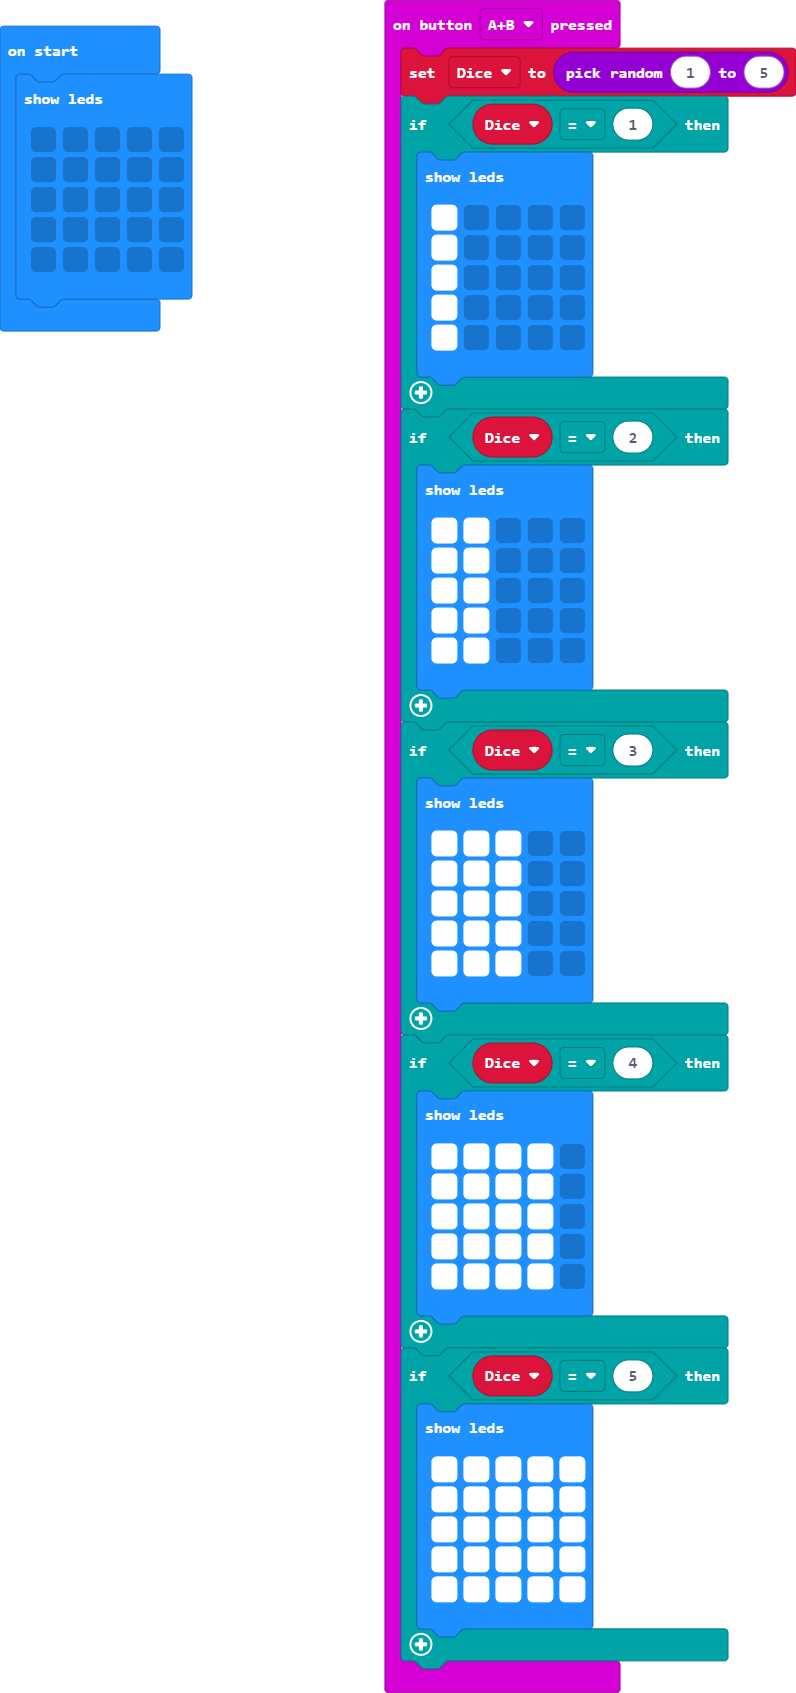 on start
show leds
on button A+B pressed
set Dice to pick random 1 to 5
if Dice = 1 then
show leds
if Dice = 2 then
show leds
if Dice = 3 then
show leds
if Dice = 4 then
show leds
if Dice = 5 then
show leds